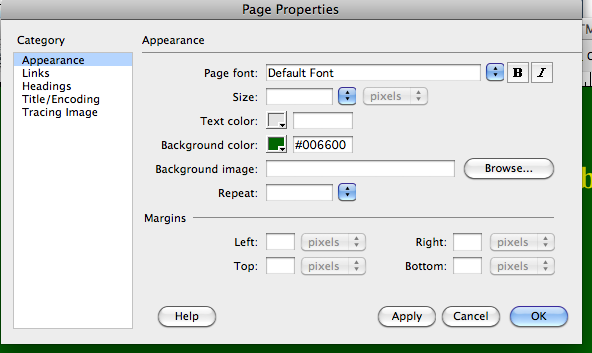 Page Properties
Category
Appearance
Links
Headings
Title/Encoding
Tracing Image
Appearance
Page font: Default Font B I
Size: pixels
Text color:
Background color: #006600
Background image: Browse...
Repeat:
Margins
Left: pixels Right: pixels
Top: pixels Bottom: pixels
Help Apply Cancel OK